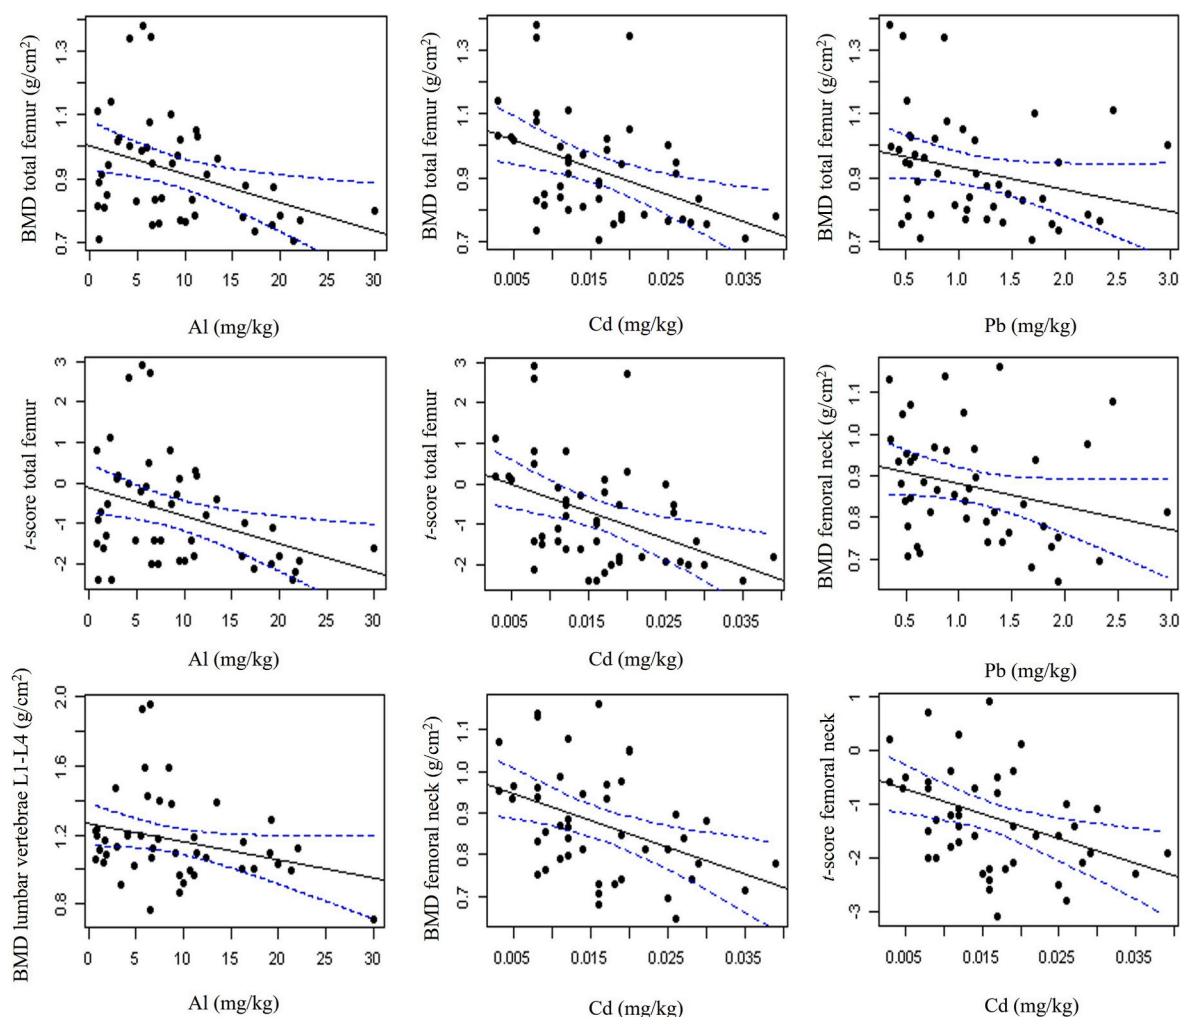 BMD total femur (g/cm²)
0.7 0.9 1.1 1.3
0 5 10 15 20 25 30
Al (mg/kg)
BMD total femur (g/cm²)
0.7 0.9 1.1 1.3
0.005 0.015 0.025 0.035
Cd (mg/kg)
BMD total femur (g/cm²)
0.7 0.9 1.1 1.3
0.5 1.0 1.5 2.0 2.5 3.0
Pb (mg/kg)
t-score total femur
-2 -1 0 1 2 3
0 5 10 15 20 25 30
Al (mg/kg)
t-score total femur
-2 -1 0 1 2 3
0.005 0.015 0.025 0.035
Cd (mg/kg)
BMD femoral neck (g/cm²)
0.7 0.8 0.9 1.0 1.1
0.5 1.0 1.5 2.0 2.5 3.0
Pb (mg/kg)
BMD lumbar vertebrae L1-L4 (g/cm²)
0.8 1.2 1.6 2.0
0 5 10 15 20 25 30
Al (mg/kg)
BMD femoral neck (g/cm²)
0.7 0.8 0.9 1.0 1.1
0.005 0.015 0.025 0.035
Cd (mg/kg)
t-score femoral neck
-3 -2 -1 0 1
0.005 0.015 0.025 0.035
Cd (mg/kg)